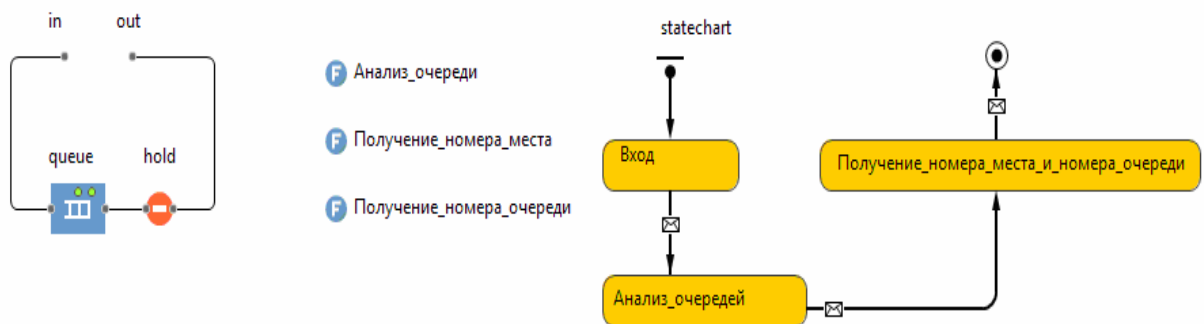 in out
queue hold
F Анализ_очереди
F Получение_номера_места
F Получение_номера_очереди
statechart
Вход
Анализ_очередей
Получение_номера_места_и_номера_очереди